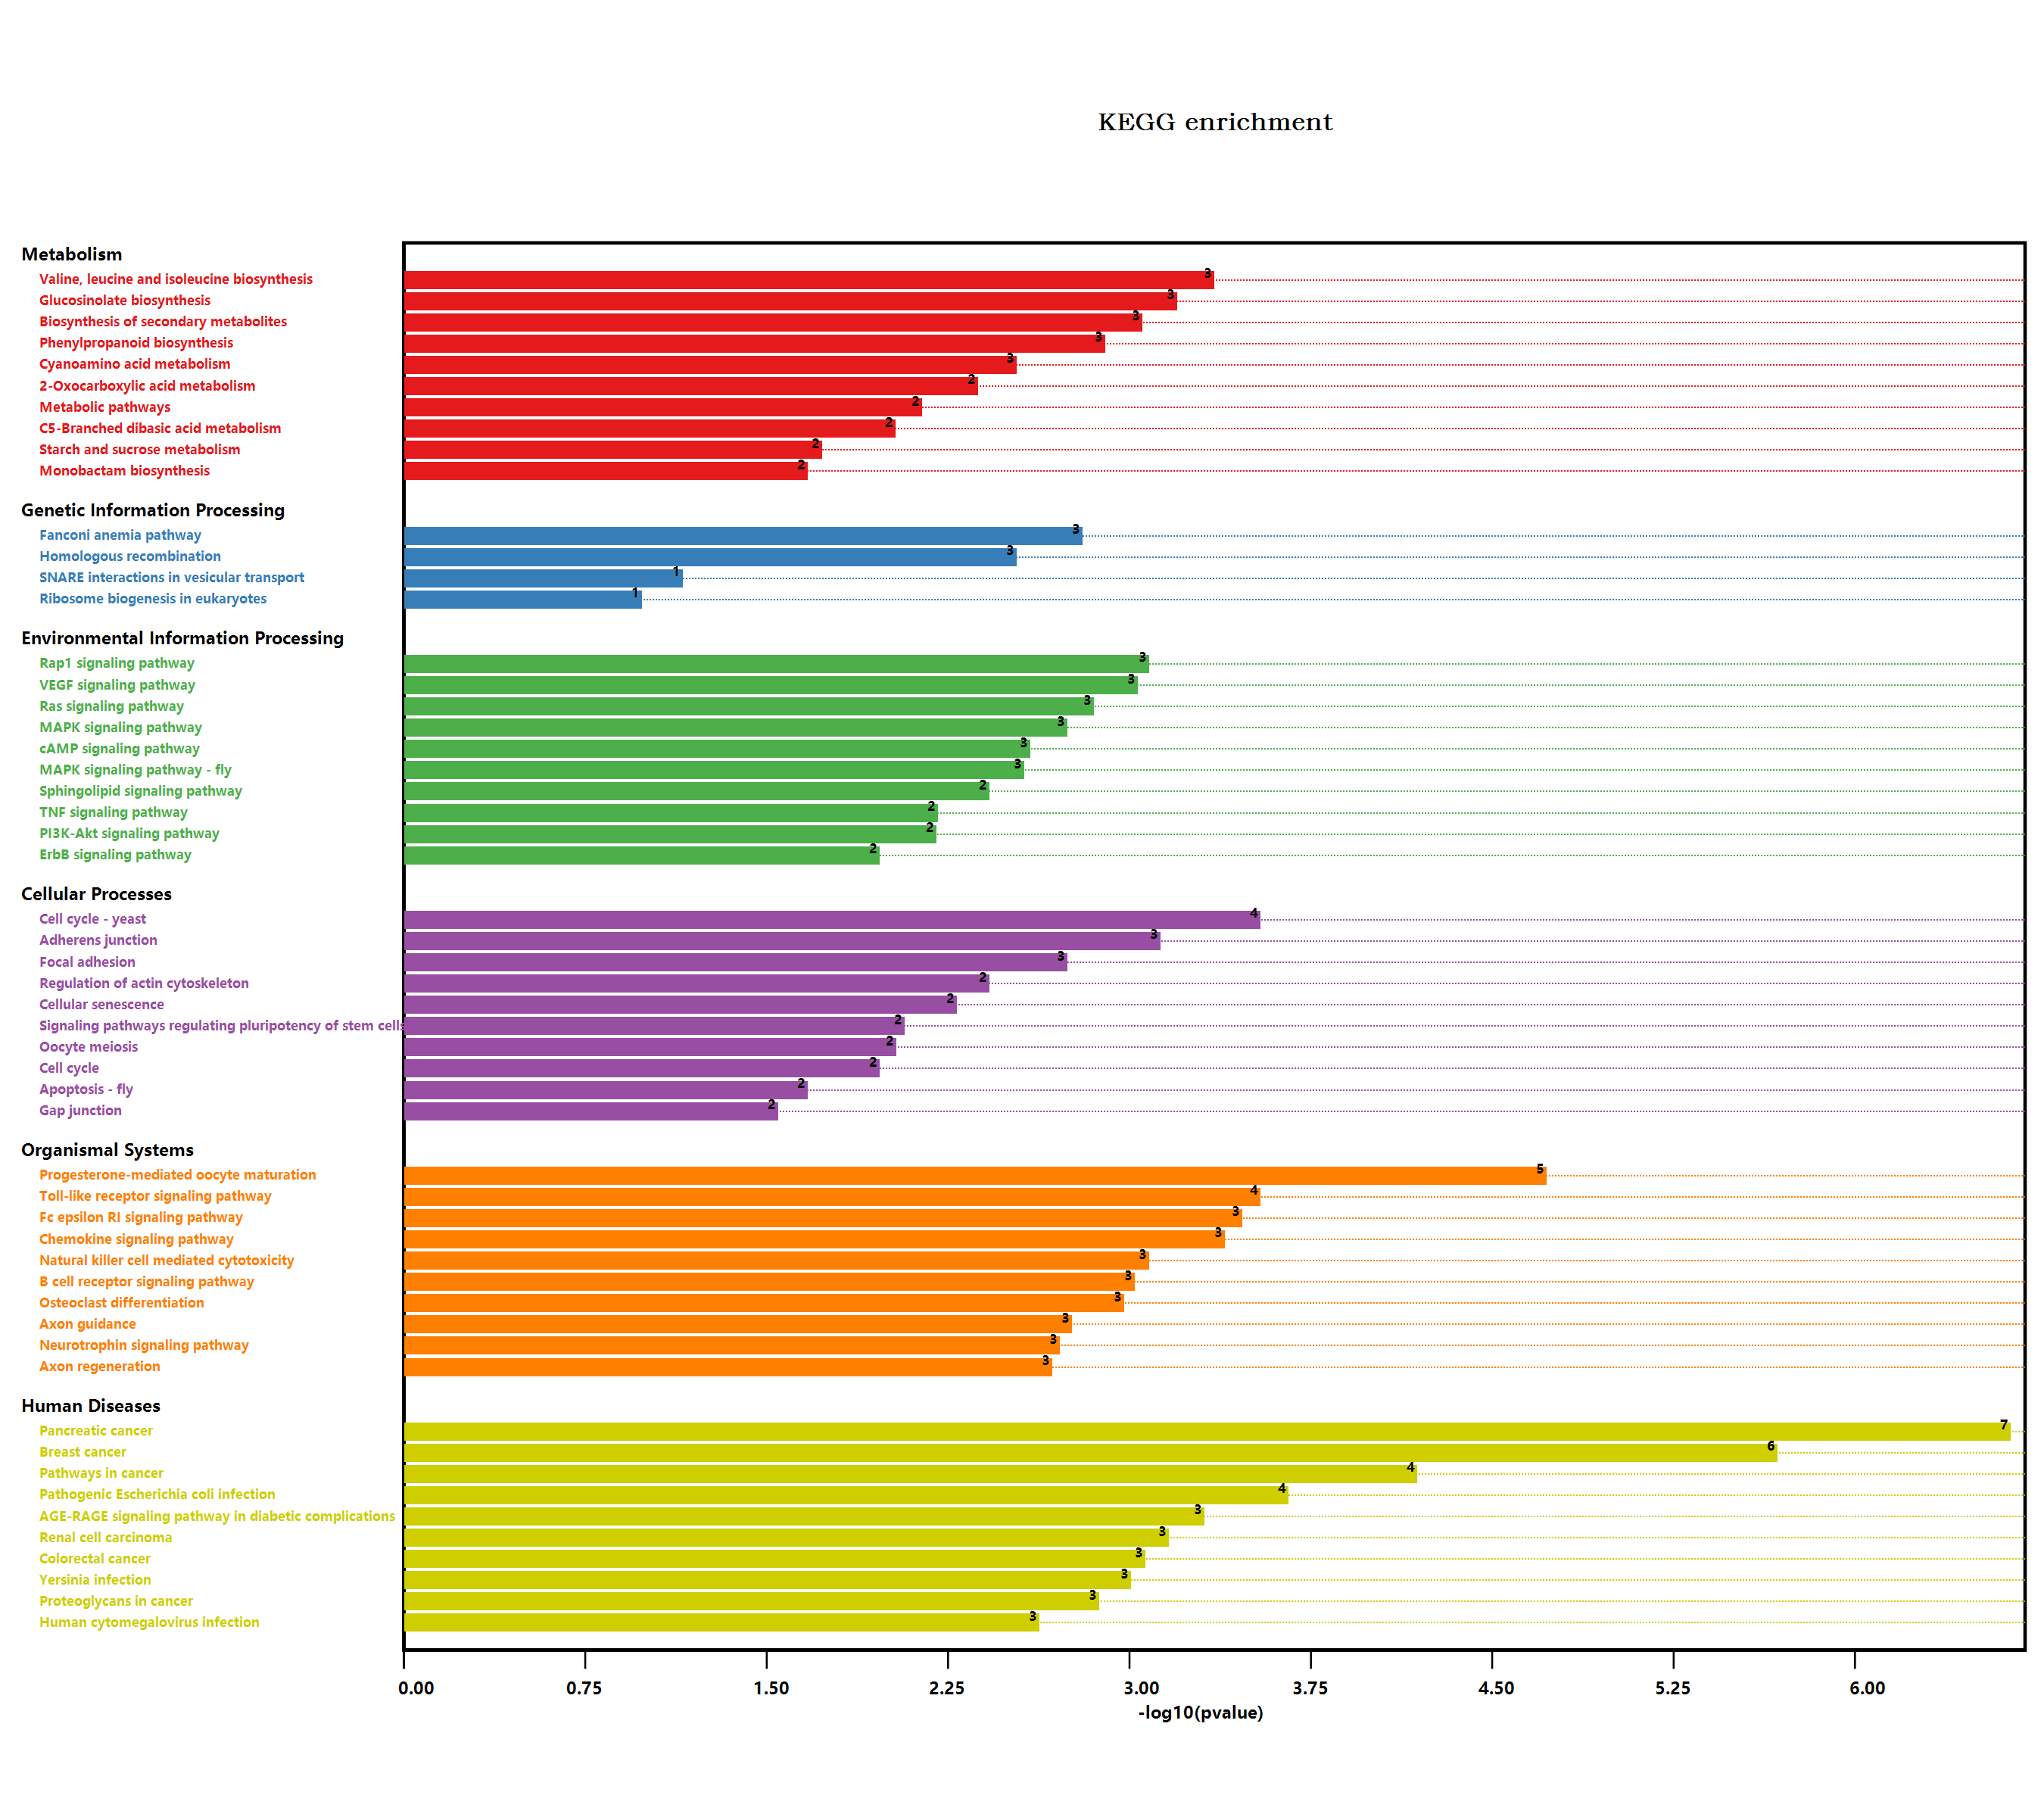 KEGG enrichment
Metabolism
Valine, leucine and isoleucine biosynthesis 3
Glucosinolate biosynthesis 3
Biosynthesis of secondary metabolites 3
Phenylpropanoid biosynthesis 3
Cyanoamino acid metabolism 3
2-Oxocarboxylic acid metabolism 2
Metabolic pathways 2
C5-Branched dibasic acid metabolism 2
Starch and sucrose metabolism 2
Monobactam biosynthesis 2
Genetic Information Processing
Fanconi anemia pathway 3
Homologous recombination 3
SNARE interactions in vesicular transport 1
Ribosome biogenesis in eukaryotes 1
Environmental Information Processing
Rap1 signaling pathway 3
VEGF signaling pathway 3
Ras signaling pathway 3
MAPK signaling pathway 3
cAMP signaling pathway 3
MAPK signaling pathway - fly 3
Sphingolipid signaling pathway 2
TNF signaling pathway 2
PI3K-Akt signaling pathway 2
ErbB signaling pathway 2
Cellular Processes
Cell cycle - yeast 4
Adherens junction 3
Focal adhesion 3
Regulation of actin cytoskeleton 2
Cellular senescence 2
Signaling pathways regulating pluripotency of stem cells 2
Oocyte meiosis 2
Cell cycle 2
Apoptosis - fly 2
Gap junction 2
Organismal Systems
Progesterone-mediated oocyte maturation 5
Toll-like receptor signaling pathway 4
Fc epsilon RI signaling pathway 3
Chemokine signaling pathway 3
Natural killer cell mediated cytotoxicity 3
B cell receptor signaling pathway 3
Osteoclast differentiation 3
Axon guidance 3
Neurotrophin signaling pathway 3
Axon regeneration 3
Human Diseases
Pancreatic cancer 7
Breast cancer 6
Pathways in cancer 4
Pathogenic Escherichia coli infection 4
AGE-RAGE signaling pathway in diabetic complications 3
Renal cell carcinoma 3
Colorectal cancer 3
Yersinia infection 3
Proteoglycans in cancer 3
Human cytomegalovirus infection 3
0.00 0.75 1.50 2.25 3.00 3.75 4.50 5.25 6.00
-log10(pvalue)